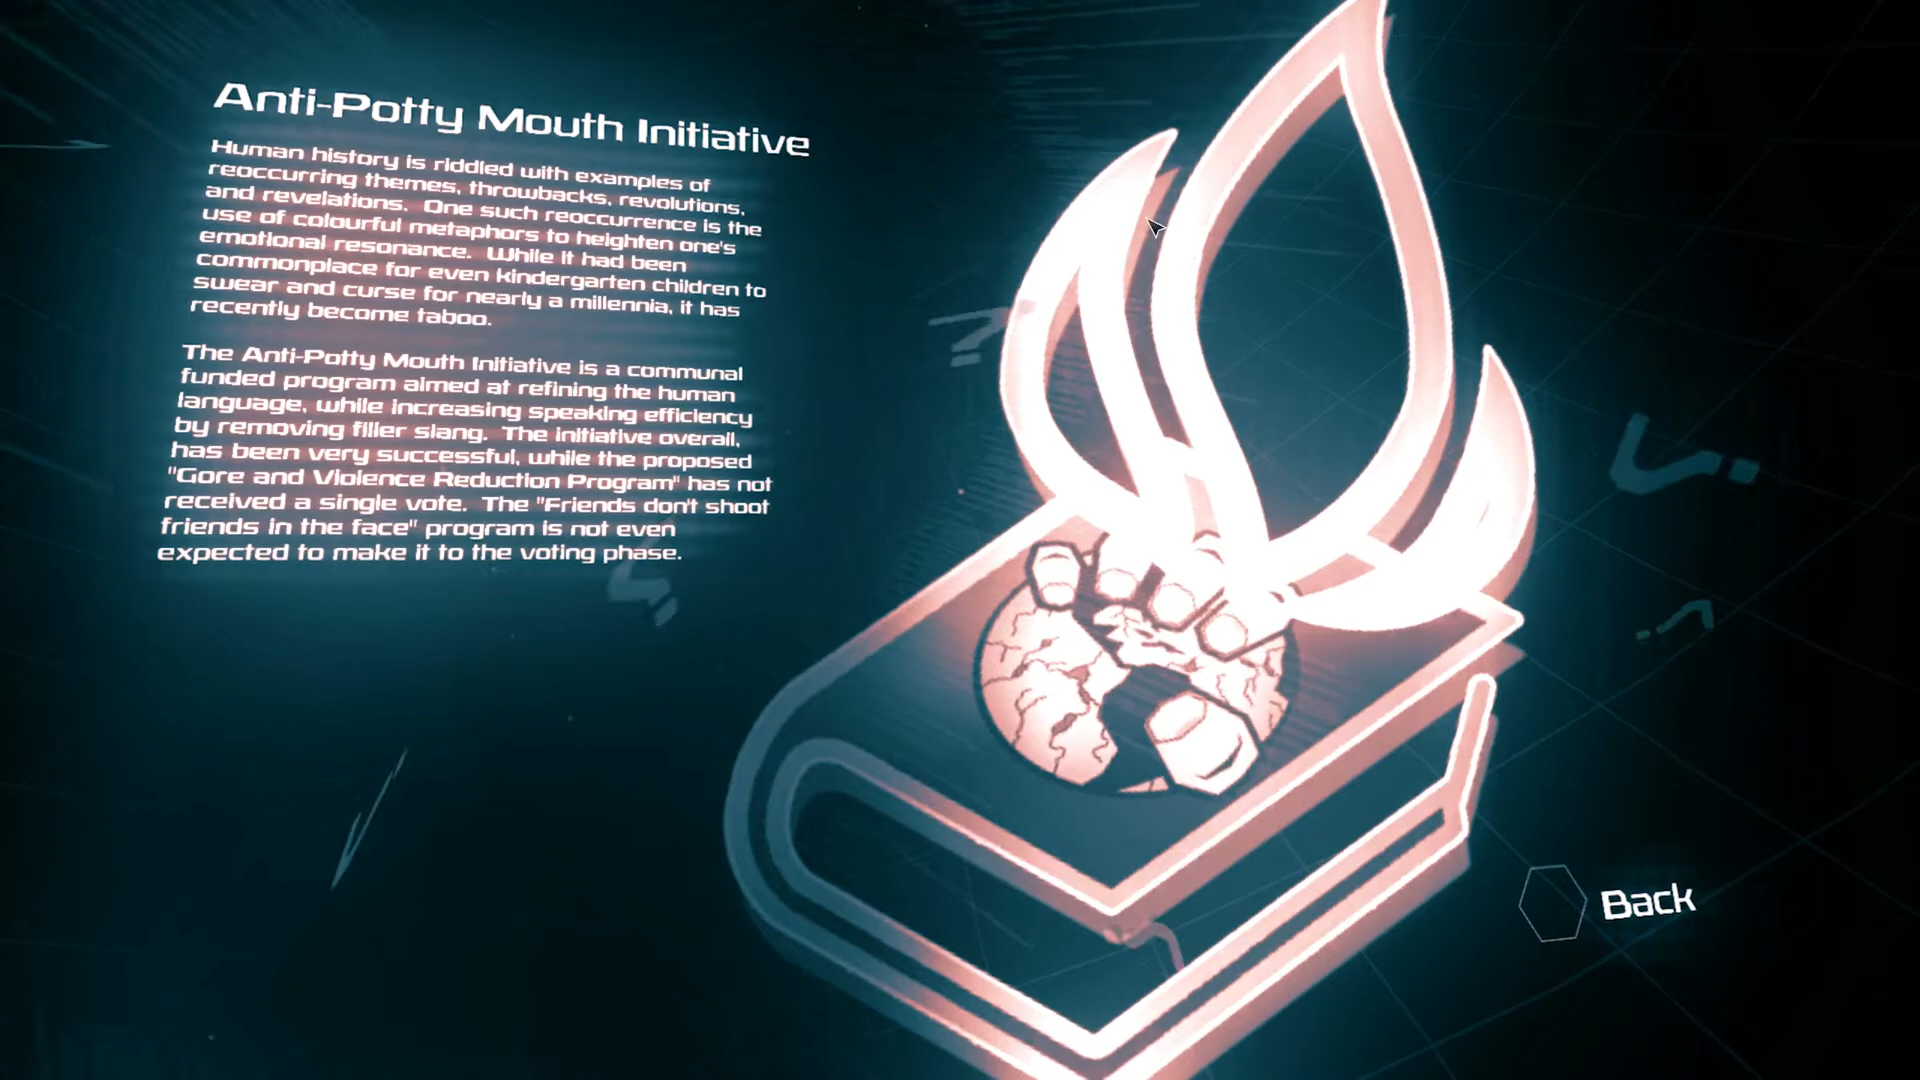 Anti-Potty Mouth Initiative
Human history is riddled with examples of
reoccurring themes, throwbacks, revolutions,
and revelations.  One such reoccurrence is the
use of colourful metaphors to heighten one's
emotional resonance.  While it had been
commonplace for even kindergarten children to
swear and curse for nearly a millennia, it has
recently become taboo.
The Anti-Potty Mouth Initiative is a communal
funded program aimed at refining the human
language, while increasing speaking efficiency
by removing filler slang.  The initiative overall,
has been very successful, while the proposed
"Gore and Violence Reduction Program" has not
received a single vote.  The "Friends don't shoot
friends in the face" program is not even
expected to make it to the voting phase.
Back